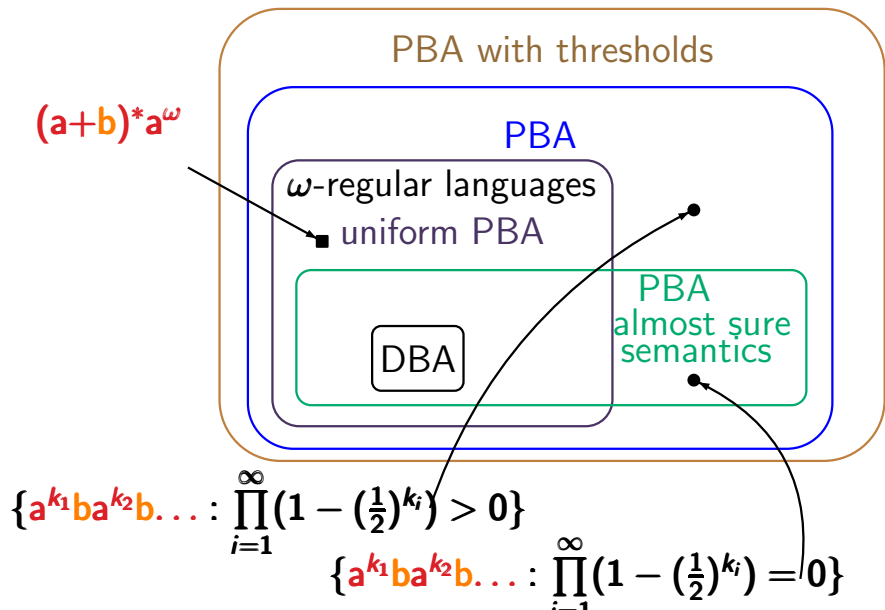 PBA with thresholds
(a+b)*a^ω
PBA
ω-regular languages
uniform PBA
PBA
almost sure
semantics
DBA
{a^{k₁}ba^{k₂}b... : ∏_{i=1}^{∞}(1 − (1/2)^{k_i}) > 0}
{a^{k₁}ba^{k₂}b... : ∏_{i=1}^{∞}(1 − (1/2)^{k_i}) = 0}